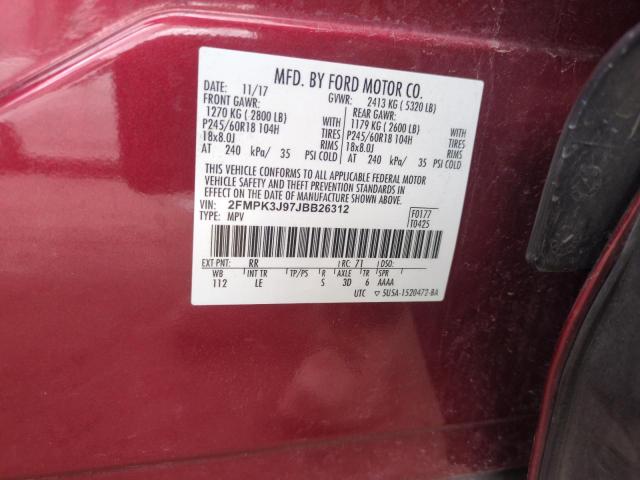 MFD. BY FORD MOTOR CO.
DATE: 11/17 GVWR: 2413 KG ( 5320 LB)
FRONT GAWR: REAR GAWR:
1270 KG ( 2800 LB) 1179 KG ( 2600 LB)
P245/60R18 104H TIRES P245/60R18 104H TIRES
18x8.0J RIMS 18x8.0J RIMS
AT 240 kPa/ 35 PSI COLD AT 240 kPa/ 35 PSI COLD
THIS VEHICLE CONFORMS TO ALL APPLICABLE FEDERAL MOTOR
VEHICLE SAFETY AND THEFT PREVENTION STANDARDS IN
EFFECT ON THE DATE OF MANUFACTURE SHOWN ABOVE.
VIN: 2FMPK3J97JBB26312 F0177
TYPE: MPV T0425
EXT PNT: RR RC: 71 DSO:
WB INT TR TP/PS R AXLE TR SPR
112 LE S 3D 6 AAAA
UTC ▽ 5U5A-1520472-BA